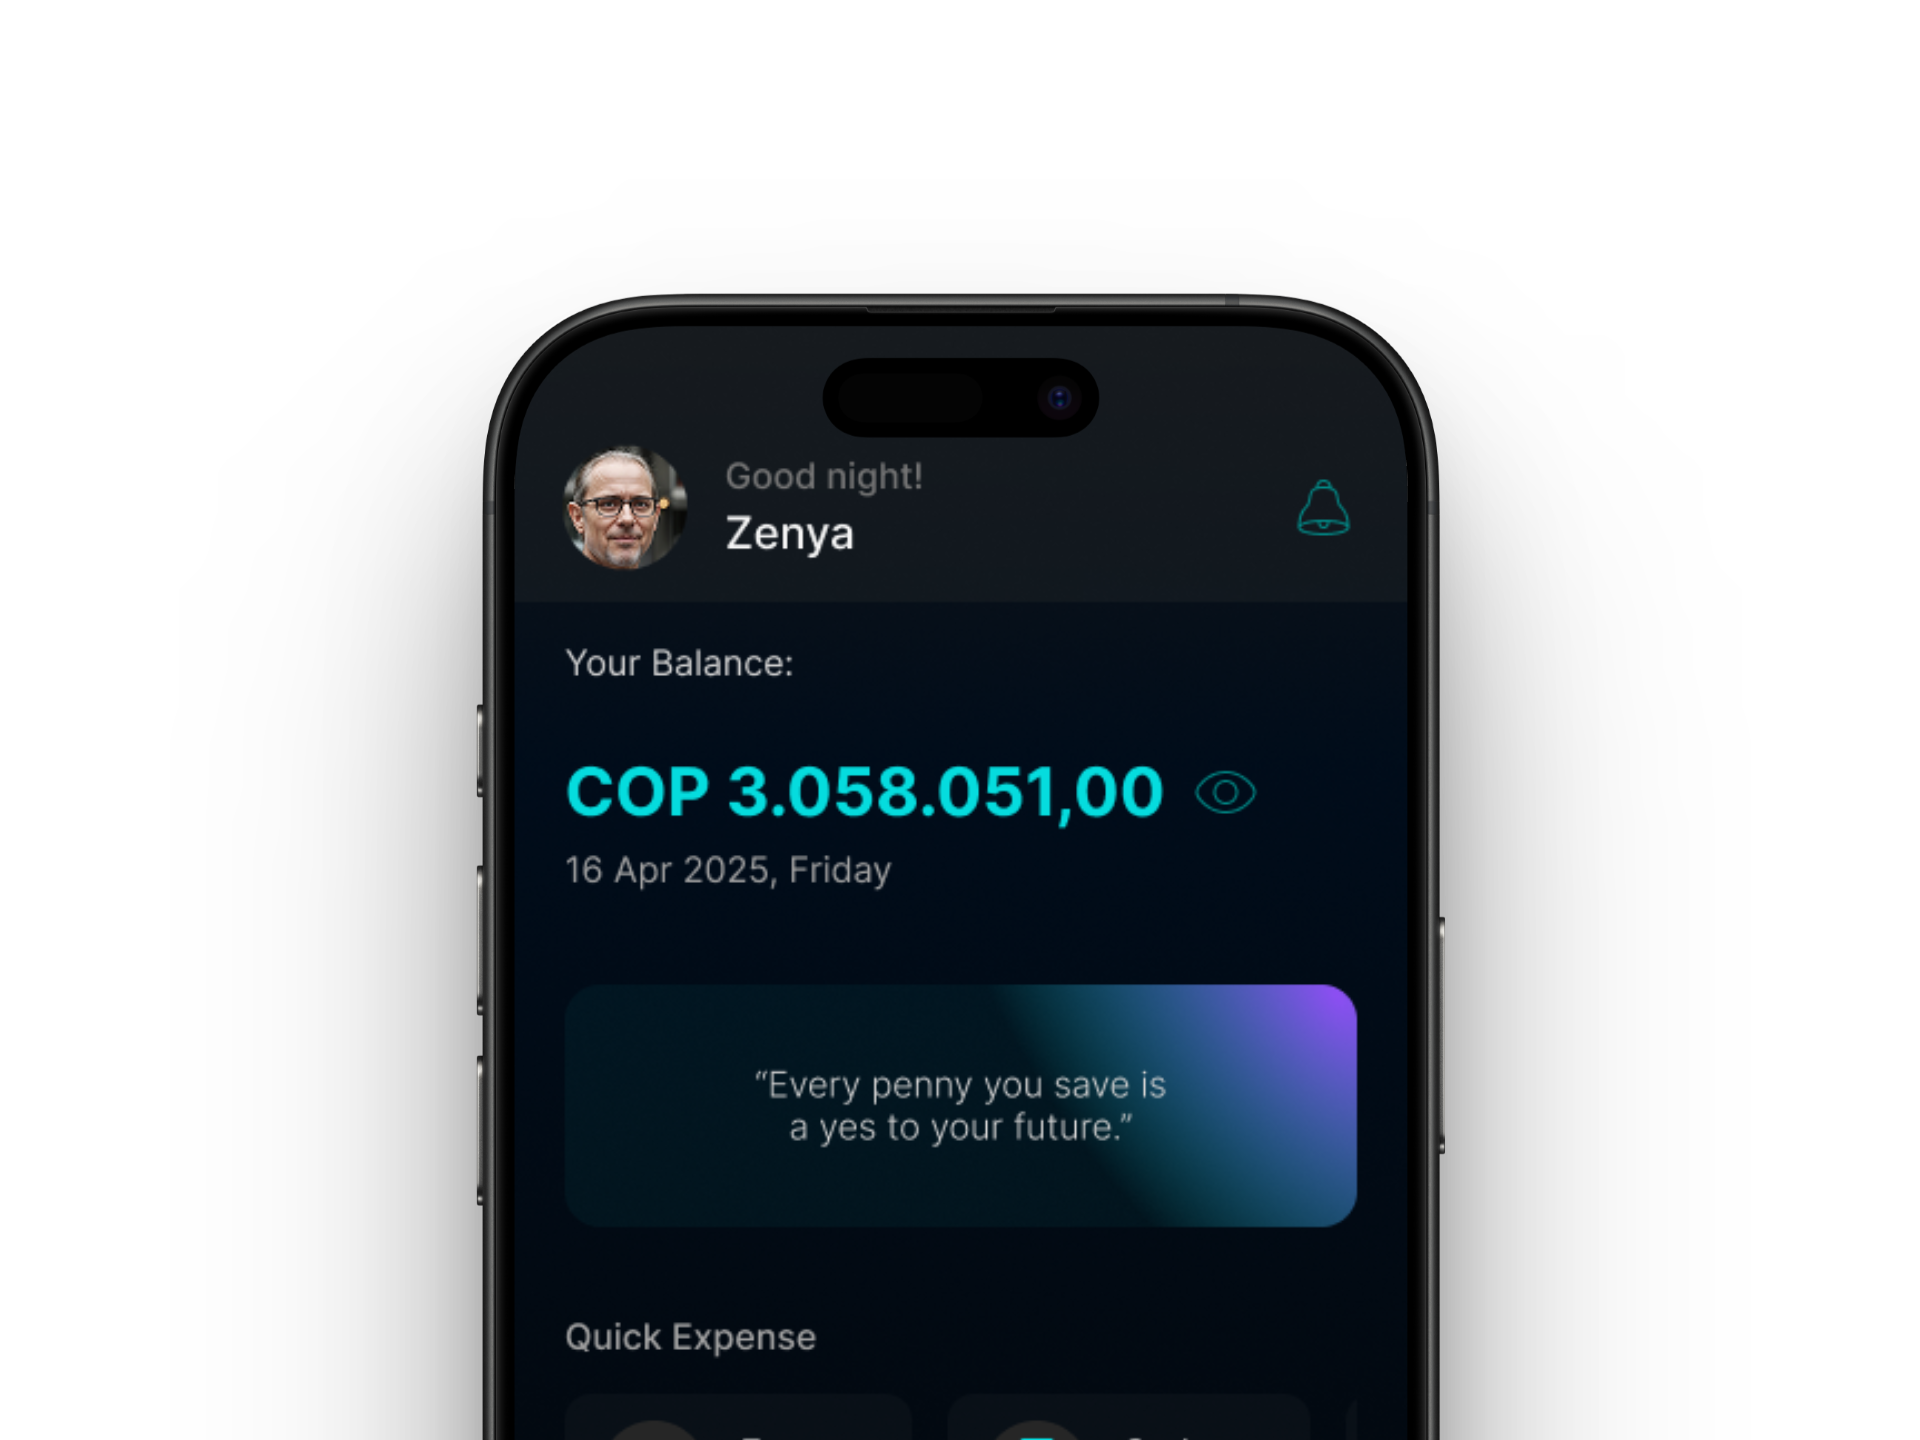 Good night!
Zenya
Your Balance:
COP 3.058.051,00
16 Apr 2025, Friday
“Every penny you save is
a yes to your future.”
Quick Expense